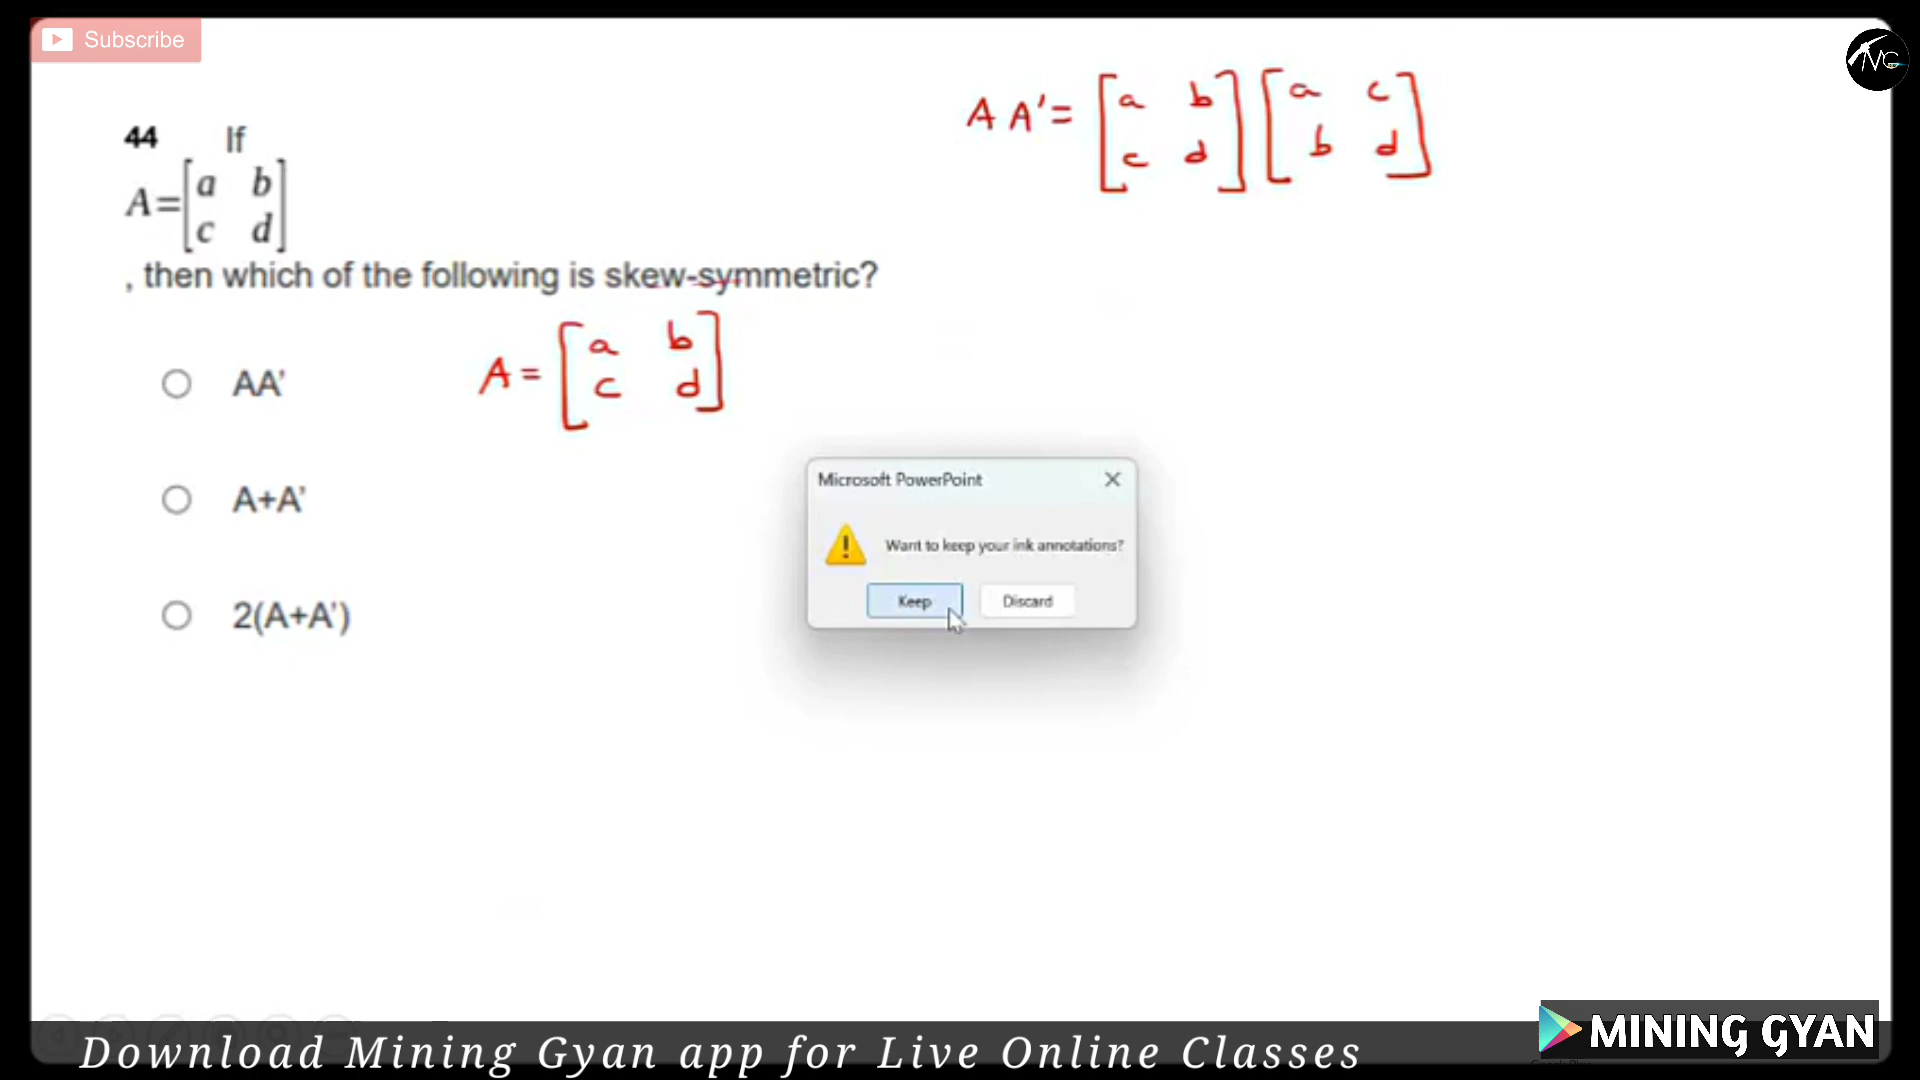 Subscribe
NG
A A' = [a b c d] [a c b d]
44 If
A=[a b c d]
, then which of the following is skew-symmetric?
A = [a b c d]
AA'
A+A'
2(A+A')
Microsoft PowerPoint
Want to keep your ink annotations?
Keep Discard
MINING GYAN
Download Mining Gyan app for Live Online Classes